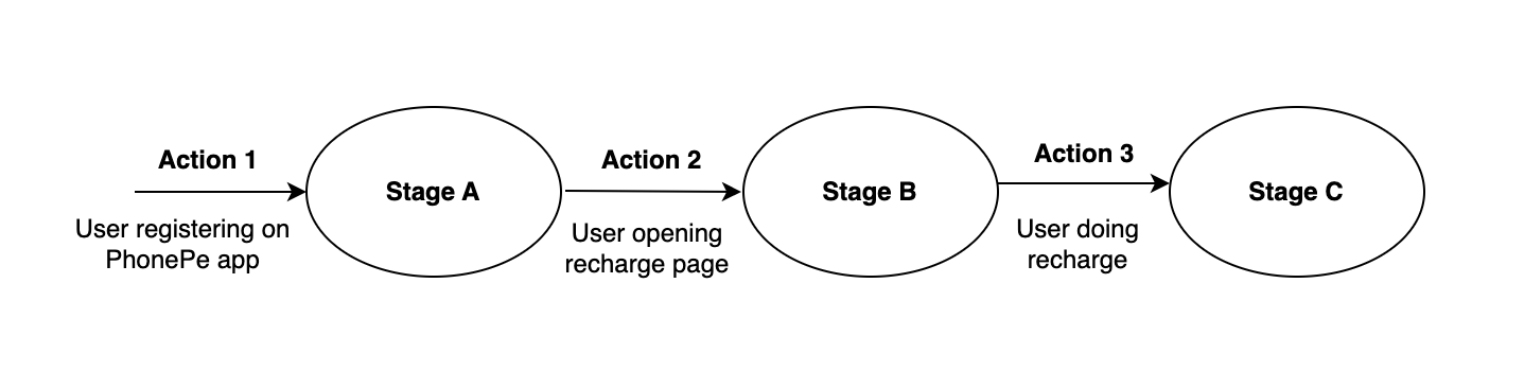 Action 1
User registering on
PhonePe app
Stage A
Action 2
User opening
recharge page
Stage B
Action 3
User doing
recharge
Stage C